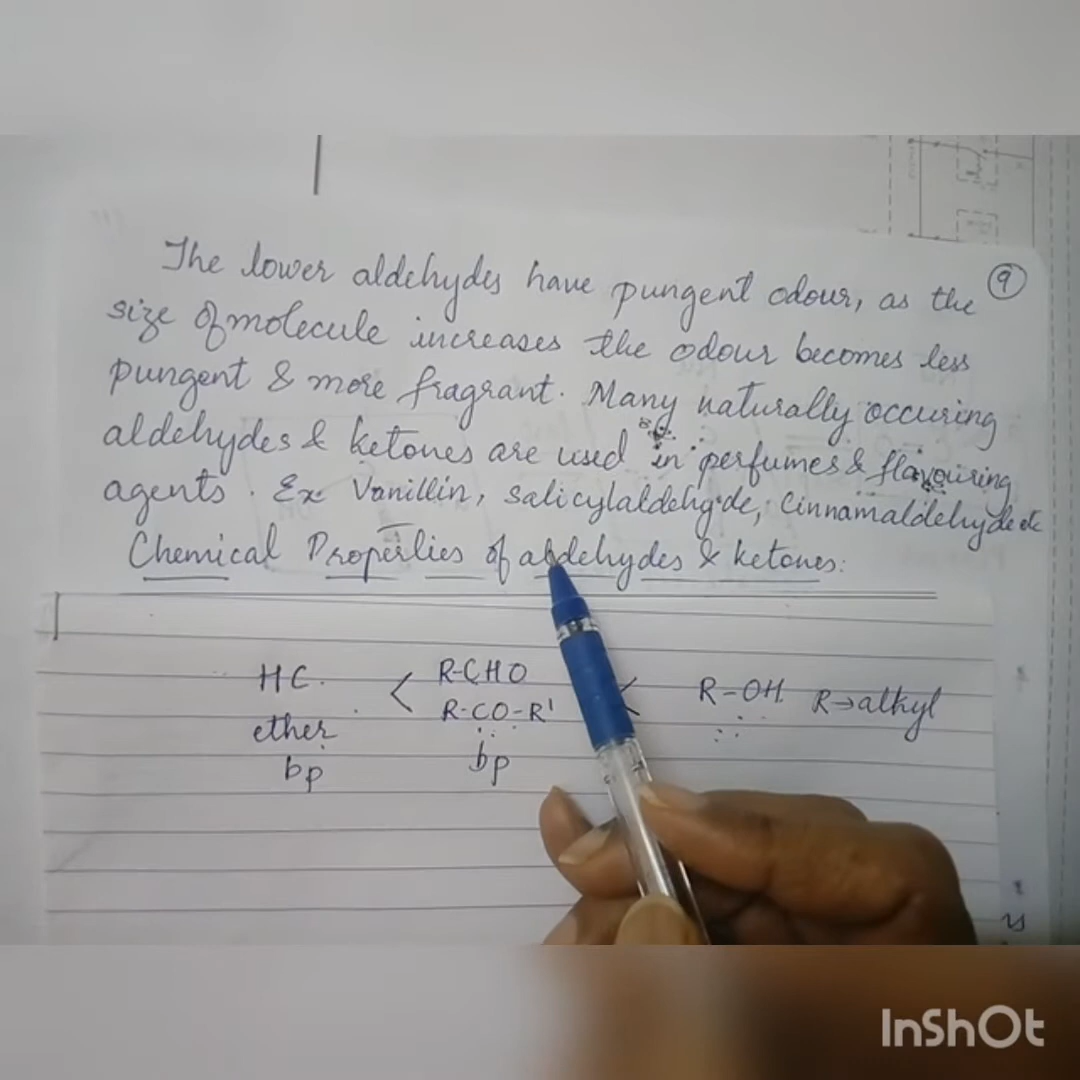 The lower aldehydes have pungent odour, as the 9
size of molecule increases the odour becomes less
pungent & more fragrant. Many naturally occuring
aldehydes & ketones are used in perfumes & flavouring
agents. Ex Vanillin, Salicylaldehyde, Cinnamaldehyde etc
Chemical Properties of aldehydes & ketones:
HC. < R-CHO < R-OH. R→alkyl
ether R-CO-R'
bp bp
InShOt